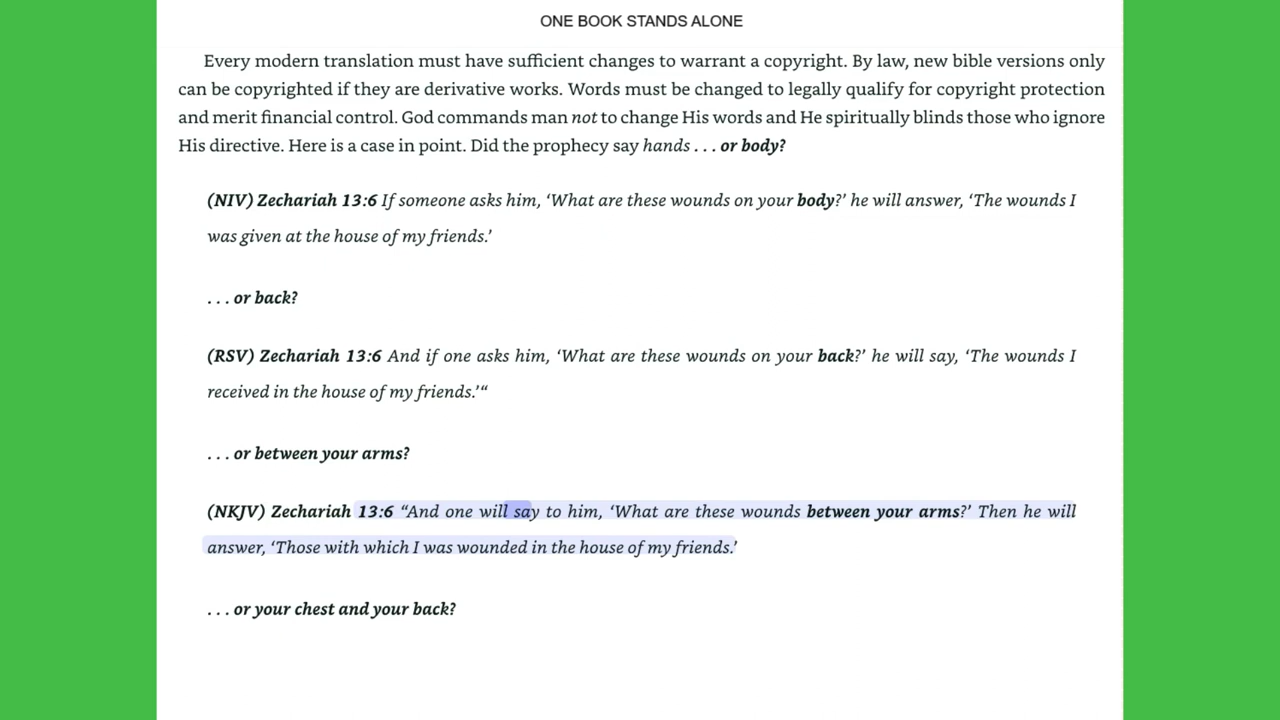 ONE BOOK STANDS ALONE
Every modern translation must have sufficient changes to warrant a copyright. By law, new bible versions only
can be copyrighted if they are derivative works. Words must be changed to legally qualify for copyright protection
and merit financial control. God commands man not to change His words and He spiritually blinds those who ignore
His directive. Here is a case in point. Did the prophecy say hands . . . or body?
(NIV) Zechariah 13:6 If someone asks him, ‘What are these wounds on your body?’ he will answer, ‘The wounds I
was given at the house of my friends.’
. . . or back?
(RSV) Zechariah 13:6 And if one asks him, ‘What are these wounds on your back?’ he will say, ‘The wounds I
received in the house of my friends.’“
. . . or between your arms?
(NKJV) Zechariah 13:6 “And one will say to him, ‘What are these wounds between your arms?’ Then he will
answer, ‘Those with which I was wounded in the house of my friends.’
. . . or your chest and your back?